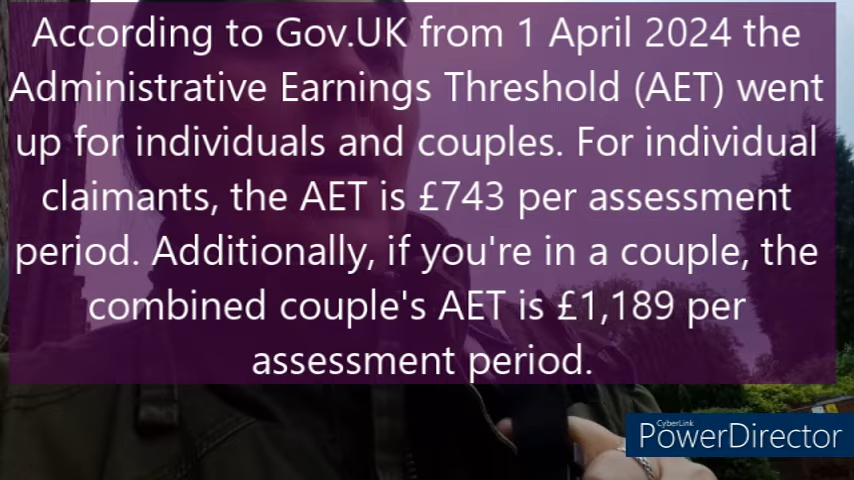 According to Gov.UK from 1 April 2024 the
Administrative Earnings Threshold (AET) went
up for individuals and couples. For individual
claimants, the AET is £743 per assessment
period. Additionally, if you're in a couple, the
combined couple's AET is £1,189 per
assessment period.
CyberLink
PowerDirector